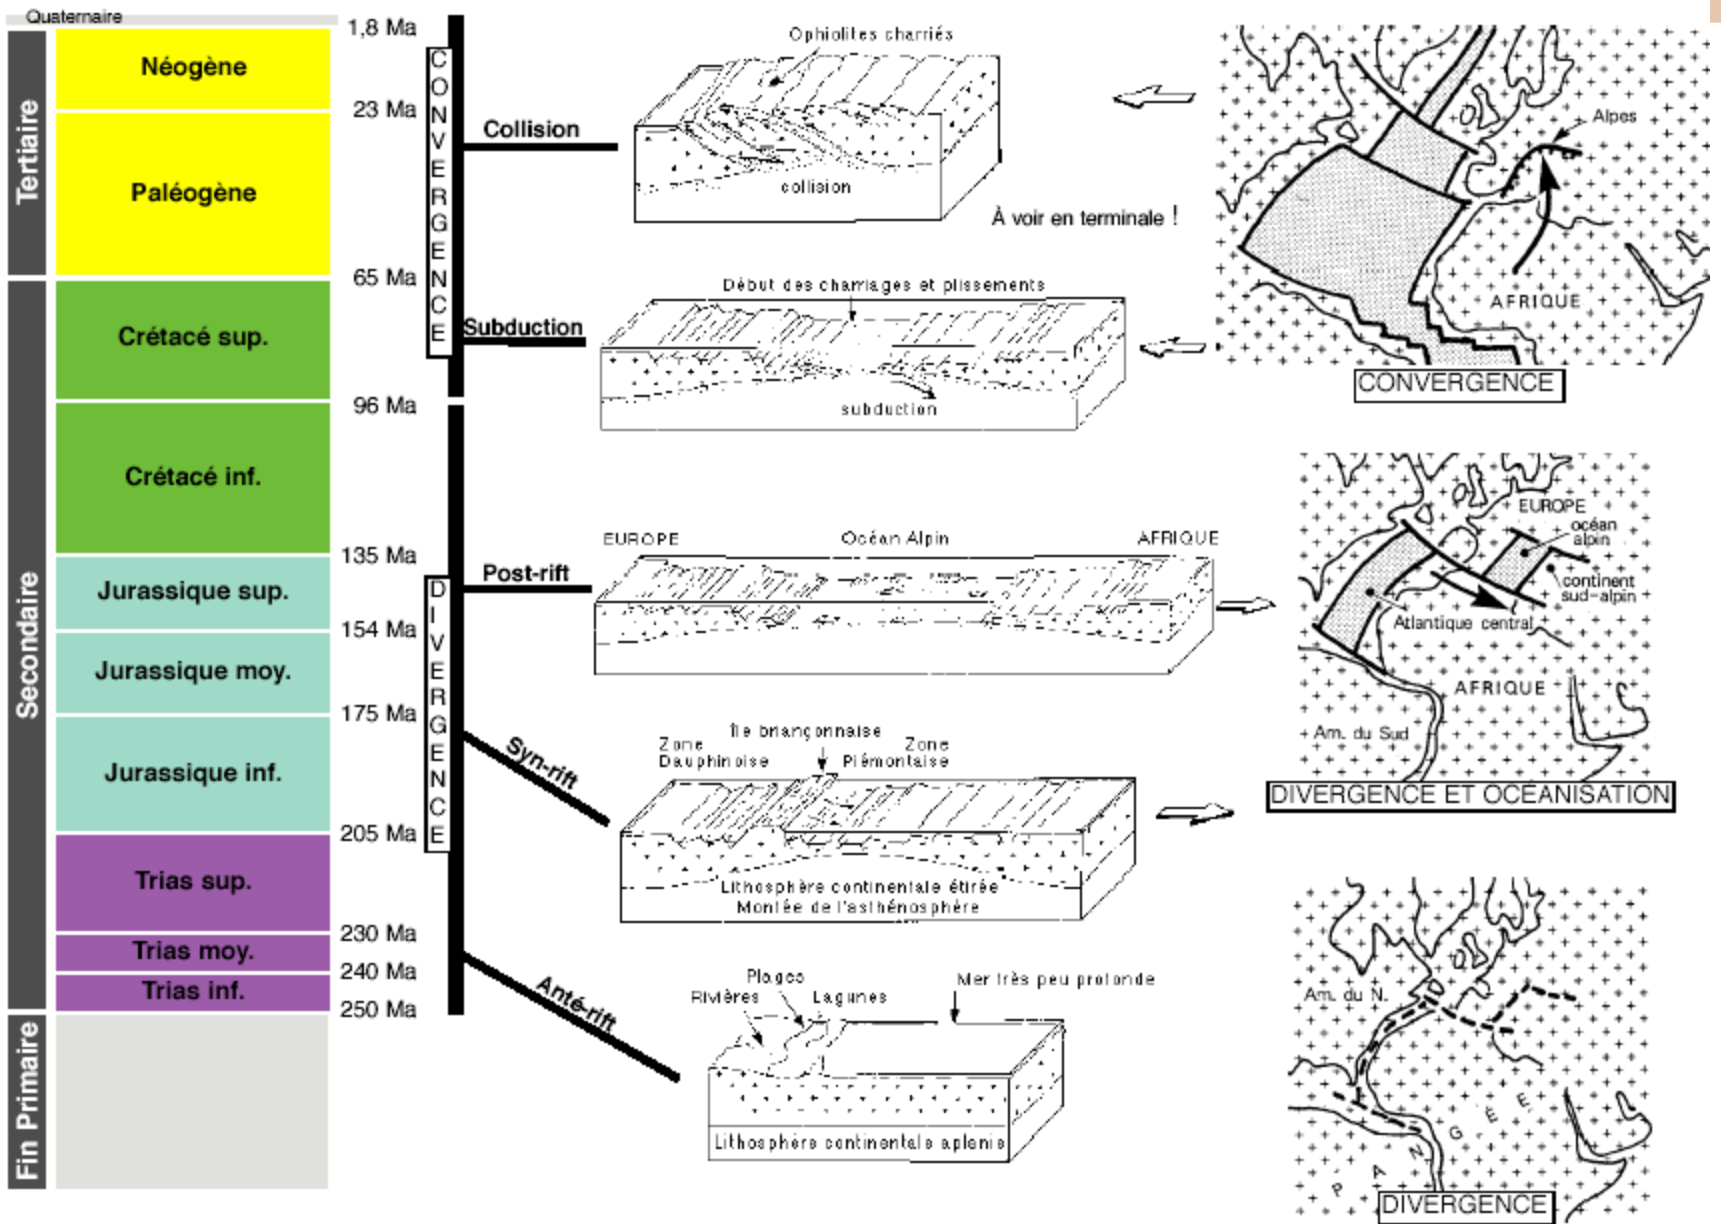 Quaternaire
Tertiaire
Néogène
Paléogène
Secondaire
Crétacé sup.
Crétacé inf.
Jurassique sup.
Jurassique moy.
Jurassique inf.
Trias sup.
Trias moy.
Trias inf.
Fin Primaire
1,8 Ma
23 Ma
65 Ma
96 Ma
135 Ma
154 Ma
175 Ma
205 Ma
230 Ma
240 Ma
250 Ma
CONVERGENCE
DIVERGENCE
Collision
Subduction
Post-rift
Syn-rift
Anté-rift
Ophiolites charriés
collision
À voir en terminale !
Début des charriages et plissements
subduction
EUROPE
Océan Alpin
AFRIQUE
île briançonnaise
Zone
Dauphinoise
Zone
Piémontaise
Lithosphère continentale étirée
Montée de l'asthénosphère
Plages
Rivières
Lagunes
Mer très peu profonde
Lithosphère continentale aplanie
Alpes
AFRIQUE
CONVERGENCE
EUROPE
océan
alpin
continent
sud-alpin
Atlantique central
AFRIQUE
Am. du Sud
DIVERGENCE ET OCÉANISATION
Am. du N.
PANGÉE
DIVERGENCE